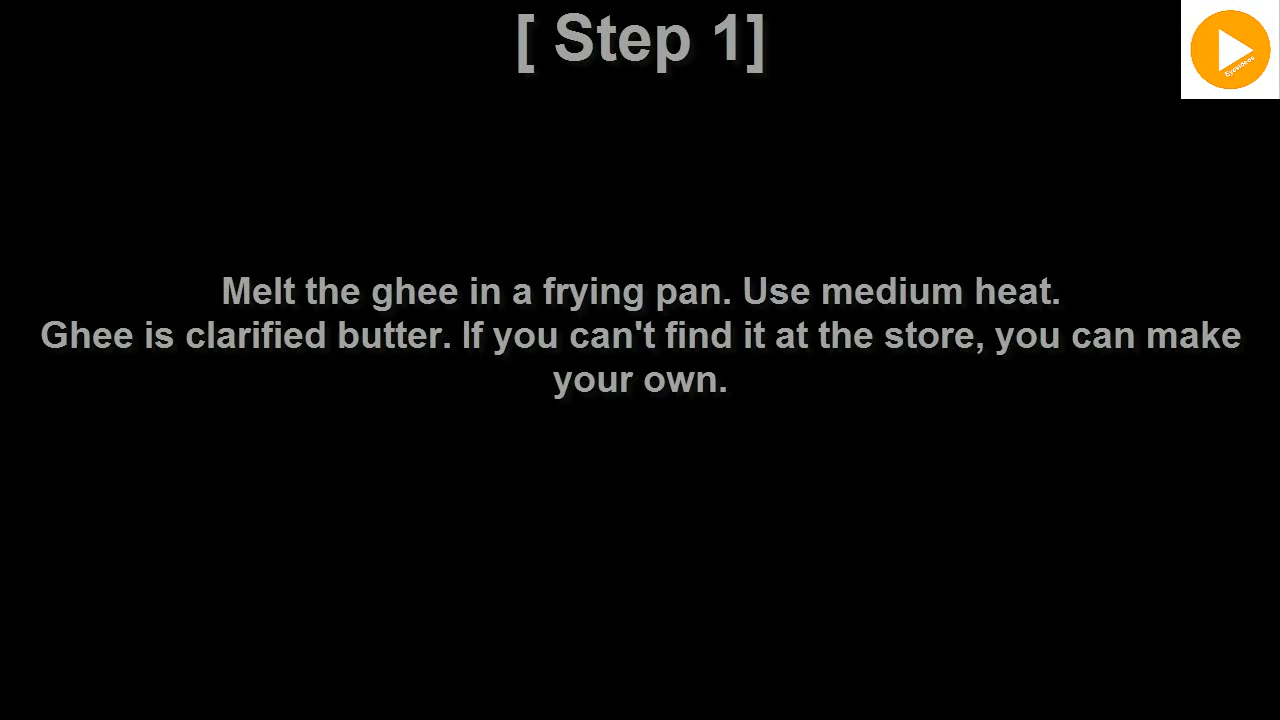 [ Step 1]
Eyevideos
Melt the ghee in a frying pan. Use medium heat.
Ghee is clarified butter. If you can't find it at the store, you can make
your own.